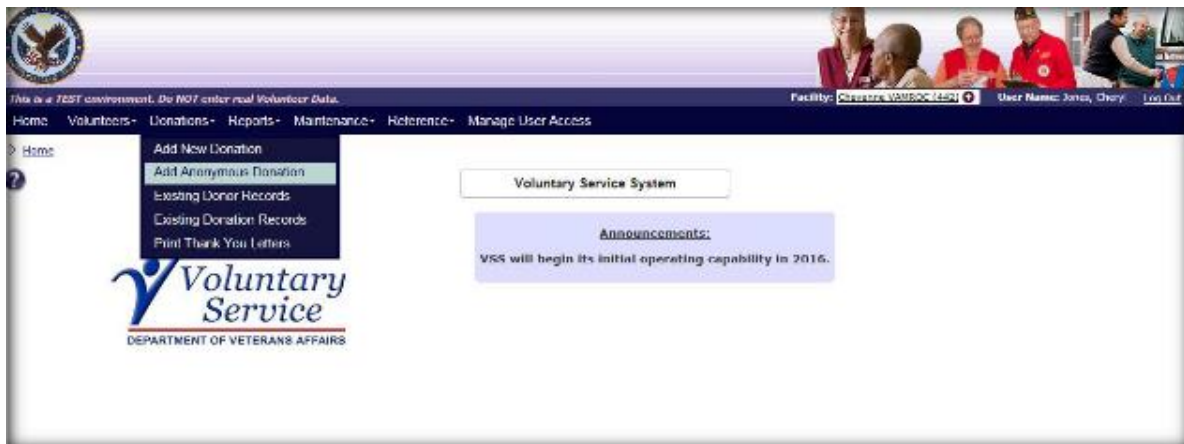 This is a TEST environment. Do NOT enter real Volunteer Data.
Facility: Cheyenne VAMROC (442) User Name: Jones, Cheryl Log Out
Home Volunteers Donations Reports Maintenance Reference Manage User Access
Home
Add New Donation
Add Anonymous Donation
Existing Donor Records
Existing Donation Records
Print Thank You Letters
Voluntary Service System
Announcements:
VSS will begin its initial operating capability in 2016.
Voluntary
Service
DEPARTMENT OF VETERANS AFFAIRS